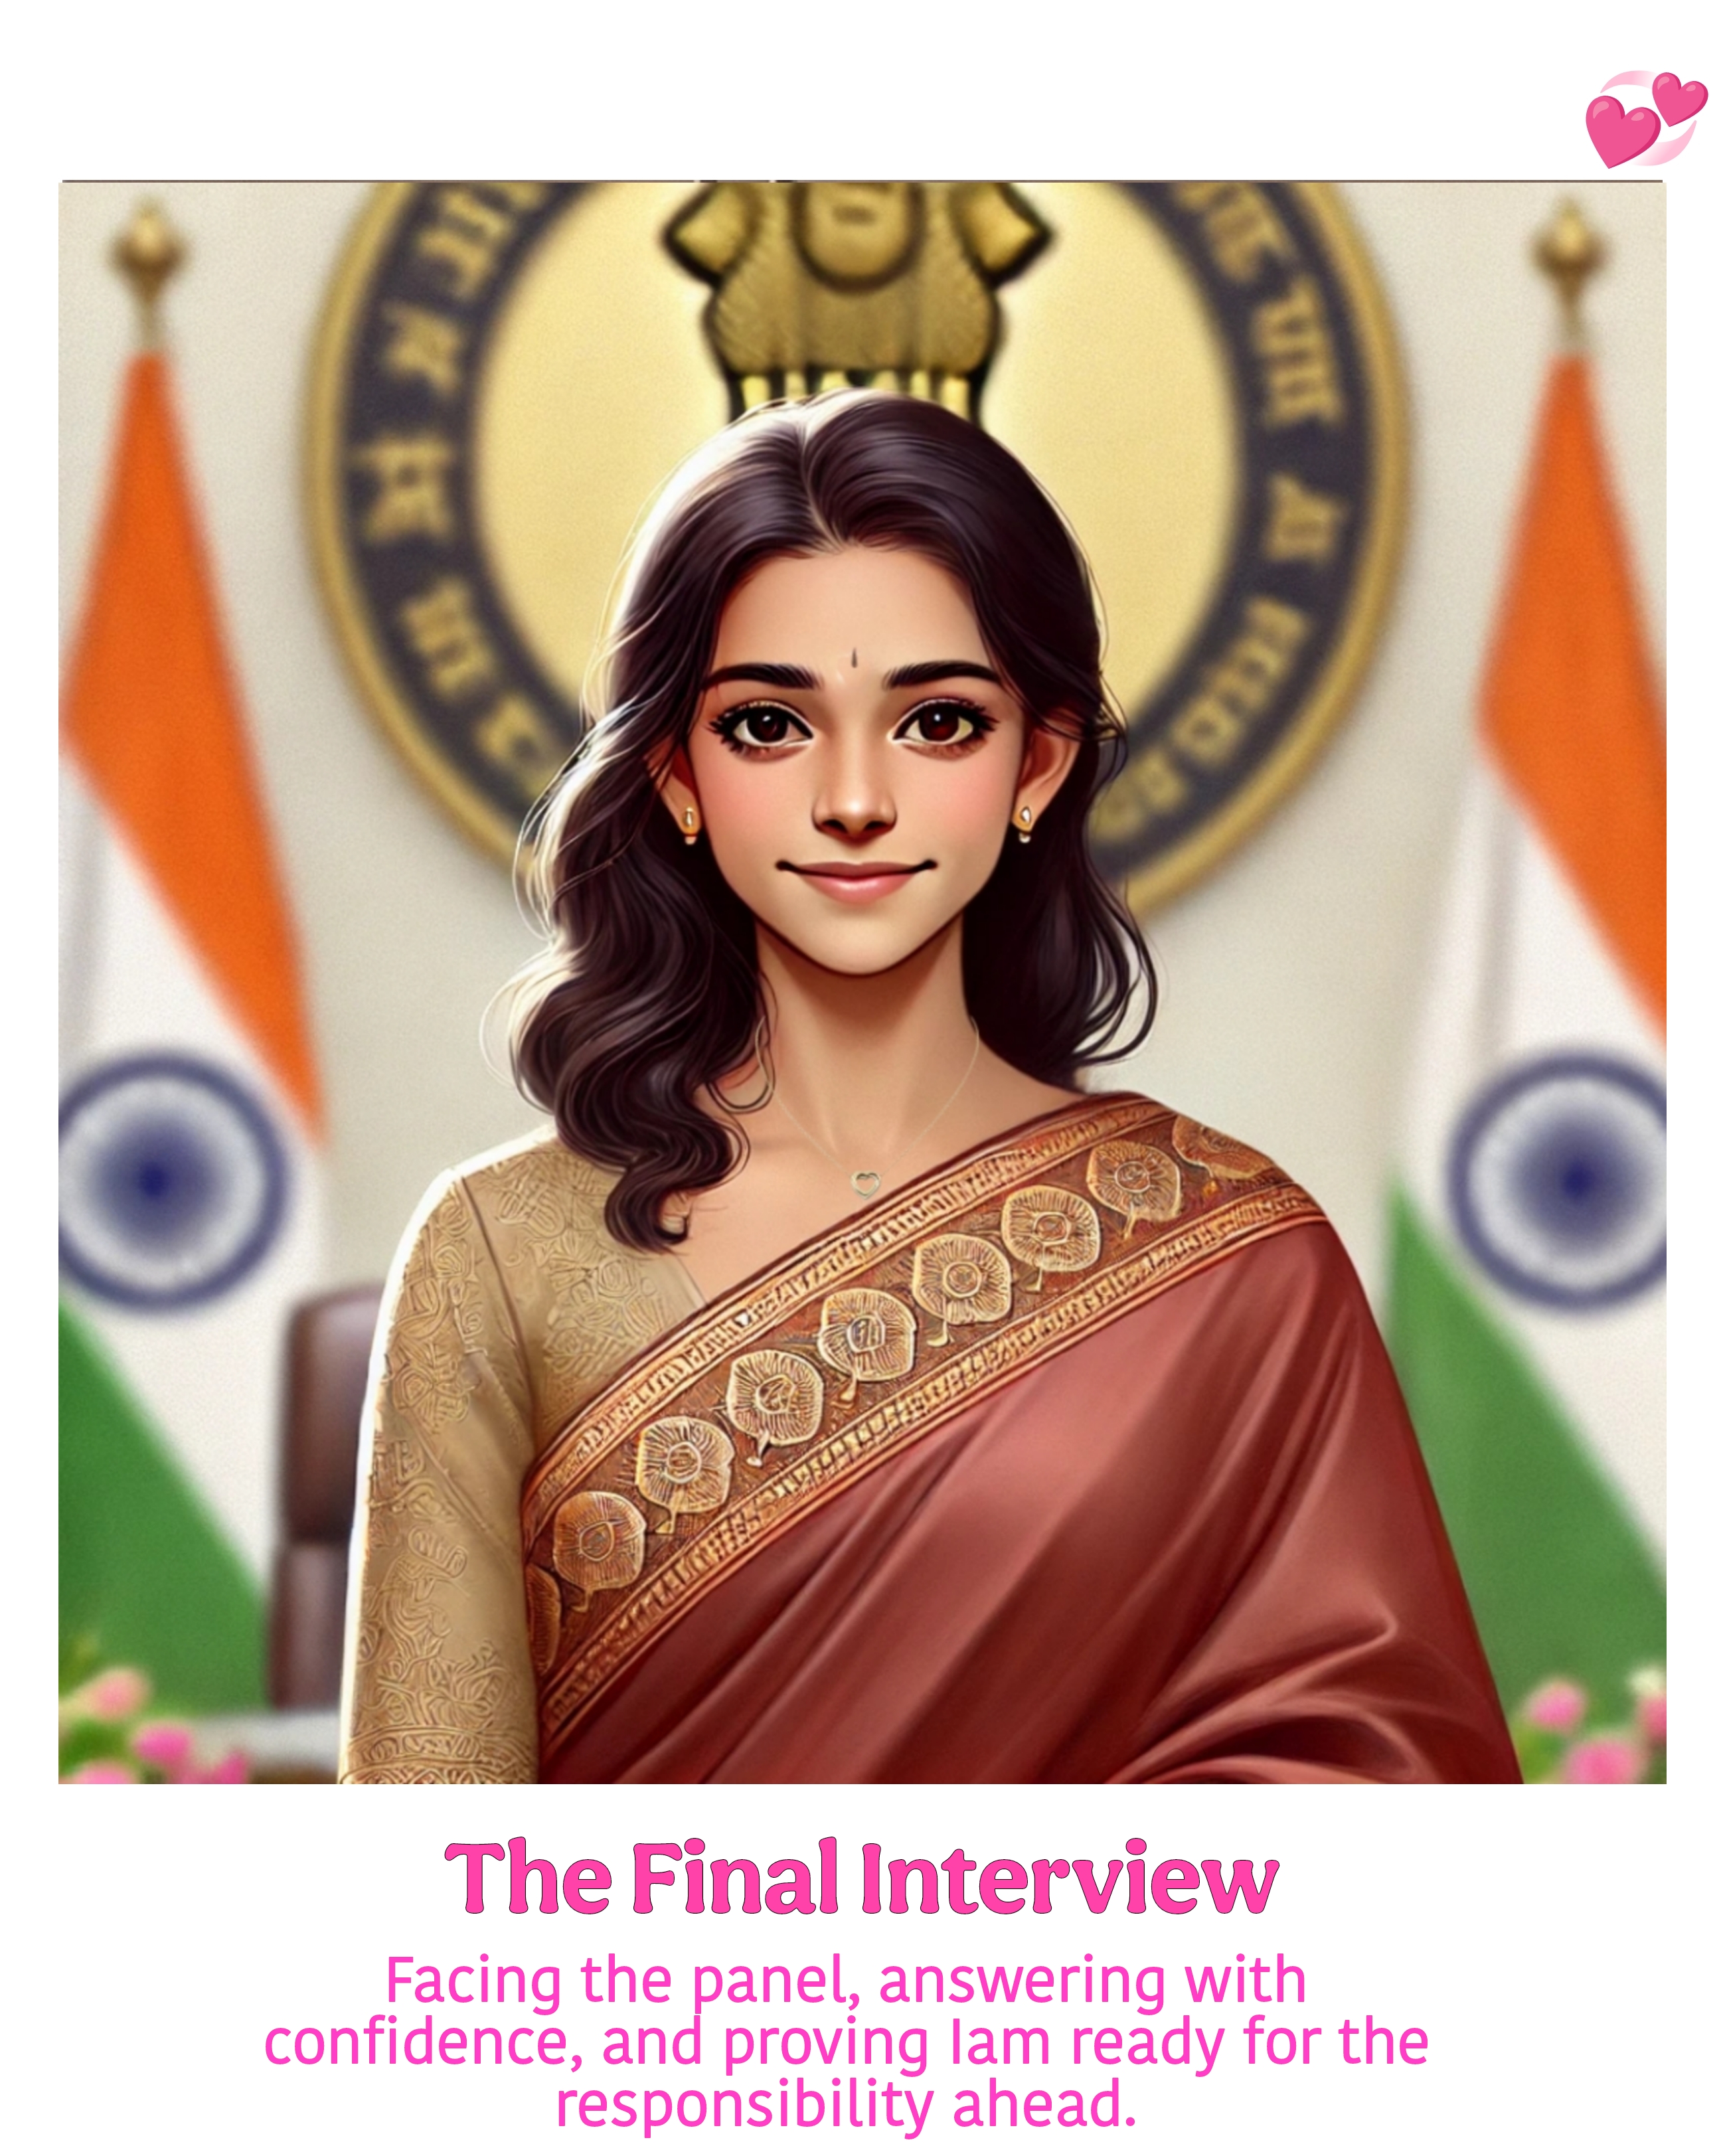 The Final Interview
Facing the panel, answering with
confidence, and proving Iam ready for the
responsibility ahead.